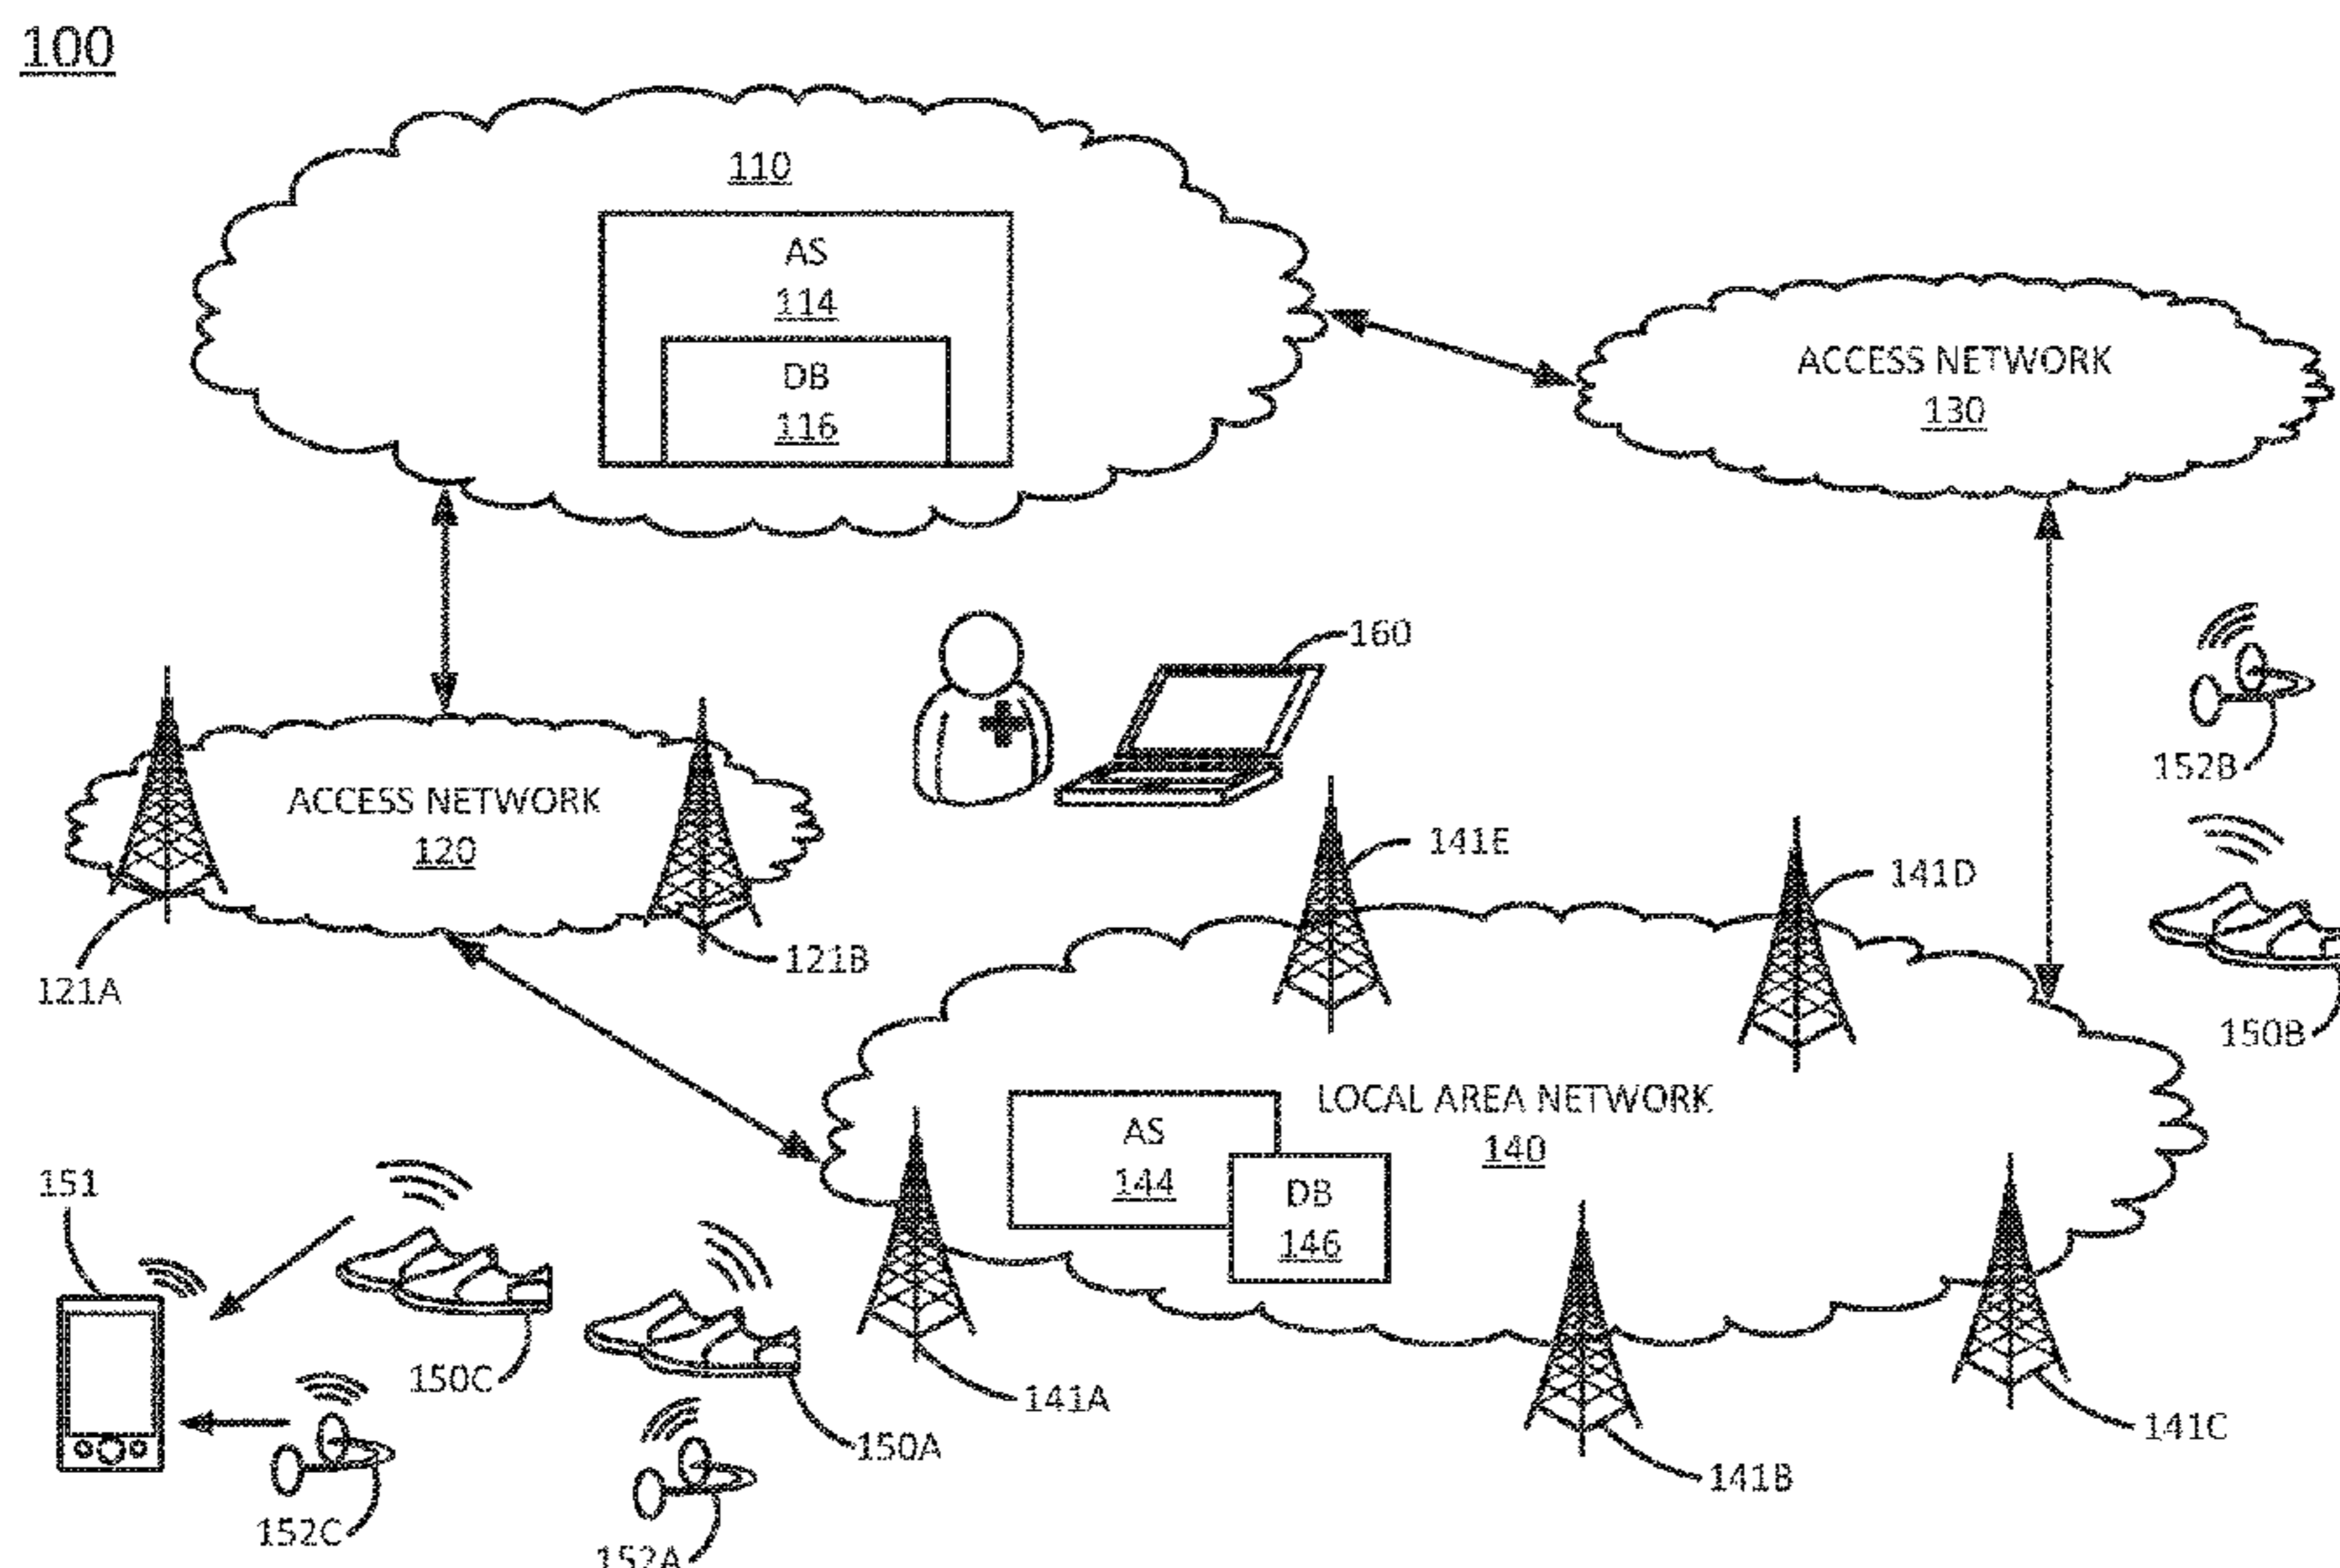 100
110
AS
114
DB
116
ACCESS NETWORK
130
160
152B
ACCESS NETWORK
120
141E
141D
121A
121B
150B
LOCAL AREA NETWORK
140
AS
144
DB
146
151
150C
141A
150A
141C
141B
152C
152A